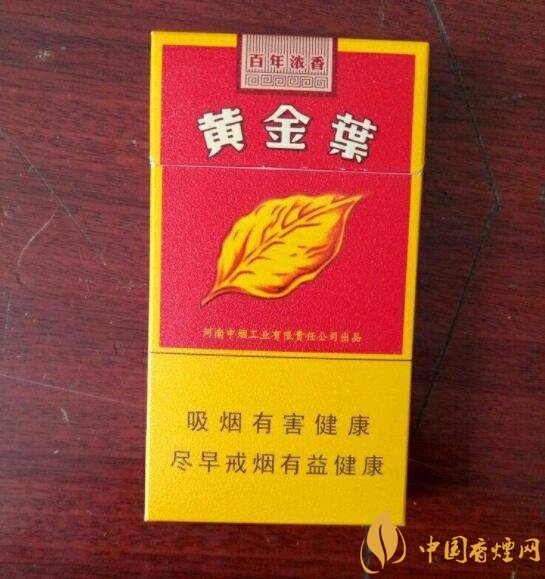 百年浓香
黄金葉
河南中烟工业有限责任公司出品
吸烟有害健康
尽早戒烟有益健康
中国香煙网